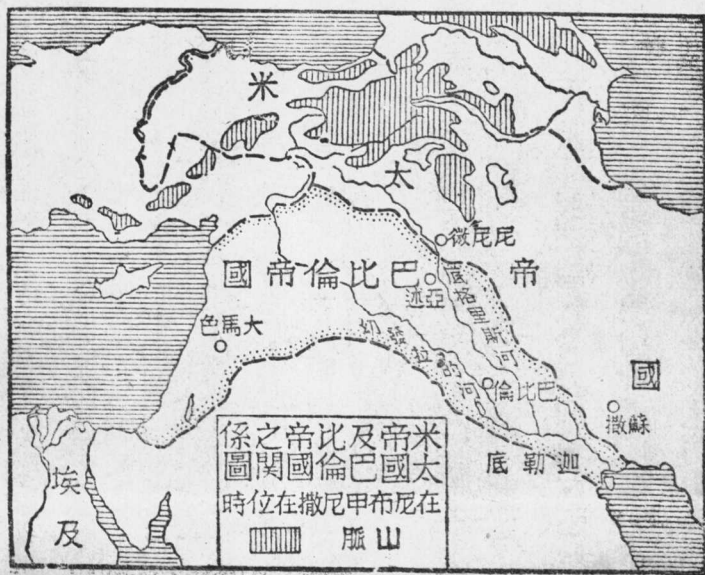 米太帝國
尼尼微
巴比倫帝國
亞述
底格里斯河
大馬色
幼發拉的河
巴比倫
蘇撒
迦勒底
埃及
米太帝國及巴比倫帝國之關係圖
在尼布甲尼撒在位時
山脈